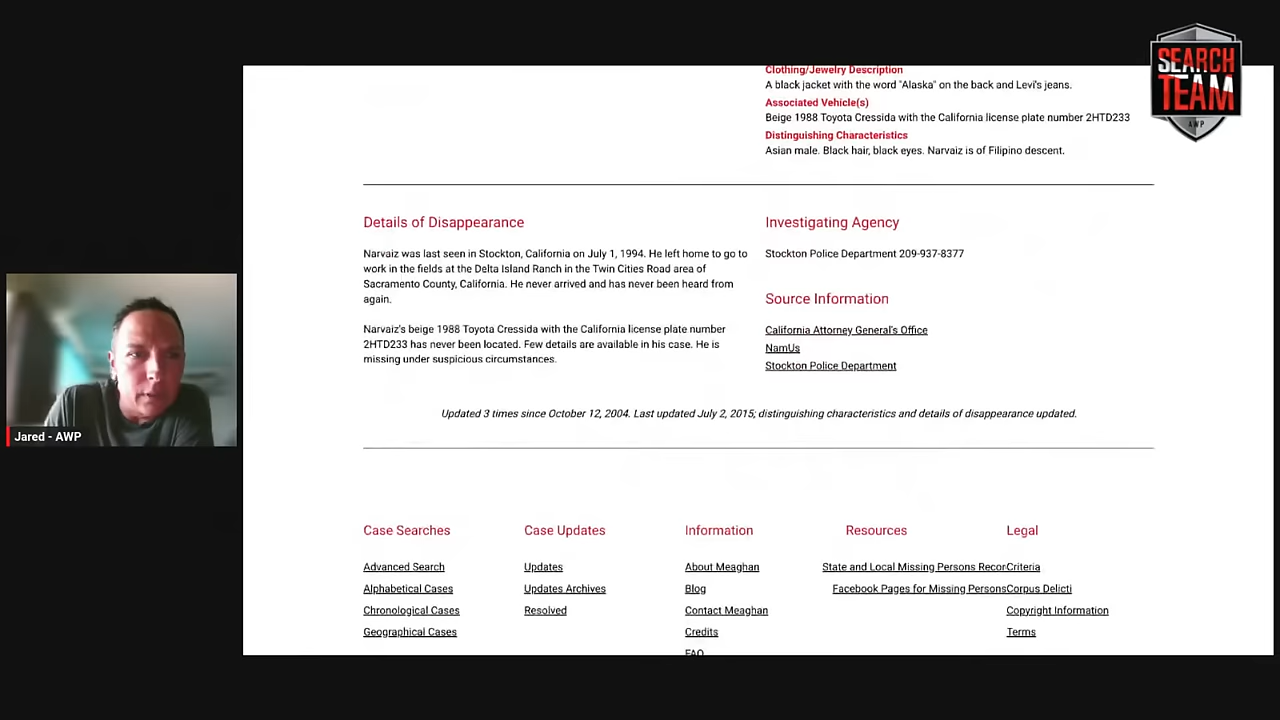 SEARCH
TEAM
AWP
Clothing/Jewelry Description
A black jacket with the word "Alaska" on the back and Levi's jeans.
Associated Vehicle(s)
Beige 1988 Toyota Cressida with the California license plate number 2HTD233
Distinguishing Characteristics
Asian male. Black hair, black eyes. Narvaiz is of Filipino descent.
Details of Disappearance
Narvaiz was last seen in Stockton, California on July 1, 1994. He left home to go to
work in the fields at the Delta Island Ranch in the Twin Cities Road area of
Sacramento County, California. He never arrived and has never been heard from
again.
Narvaiz's beige 1988 Toyota Cressida with the California license plate number
2HTD233 has never been located. Few details are available in his case. He is
missing under suspicious circumstances.
Investigating Agency
Stockton Police Department 209-937-8377
Source Information
California Attorney General's Office
NamUs
Stockton Police Department
Updated 3 times since October 12, 2004. Last updated July 2, 2015; distinguishing characteristics and details of disappearance updated.
Jared - AWP
Case Searches
Advanced Search
Alphabetical Cases
Chronological Cases
Geographical Cases
Case Updates
Updates
Updates Archives
Resolved
Information
About Meaghan
Blog
Contact Meaghan
Credits
FAQ
Resources
State and Local Missing Persons Recor
Facebook Pages for Missing Persons
Legal
Criteria
Corpus Delicti
Copyright Information
Terms